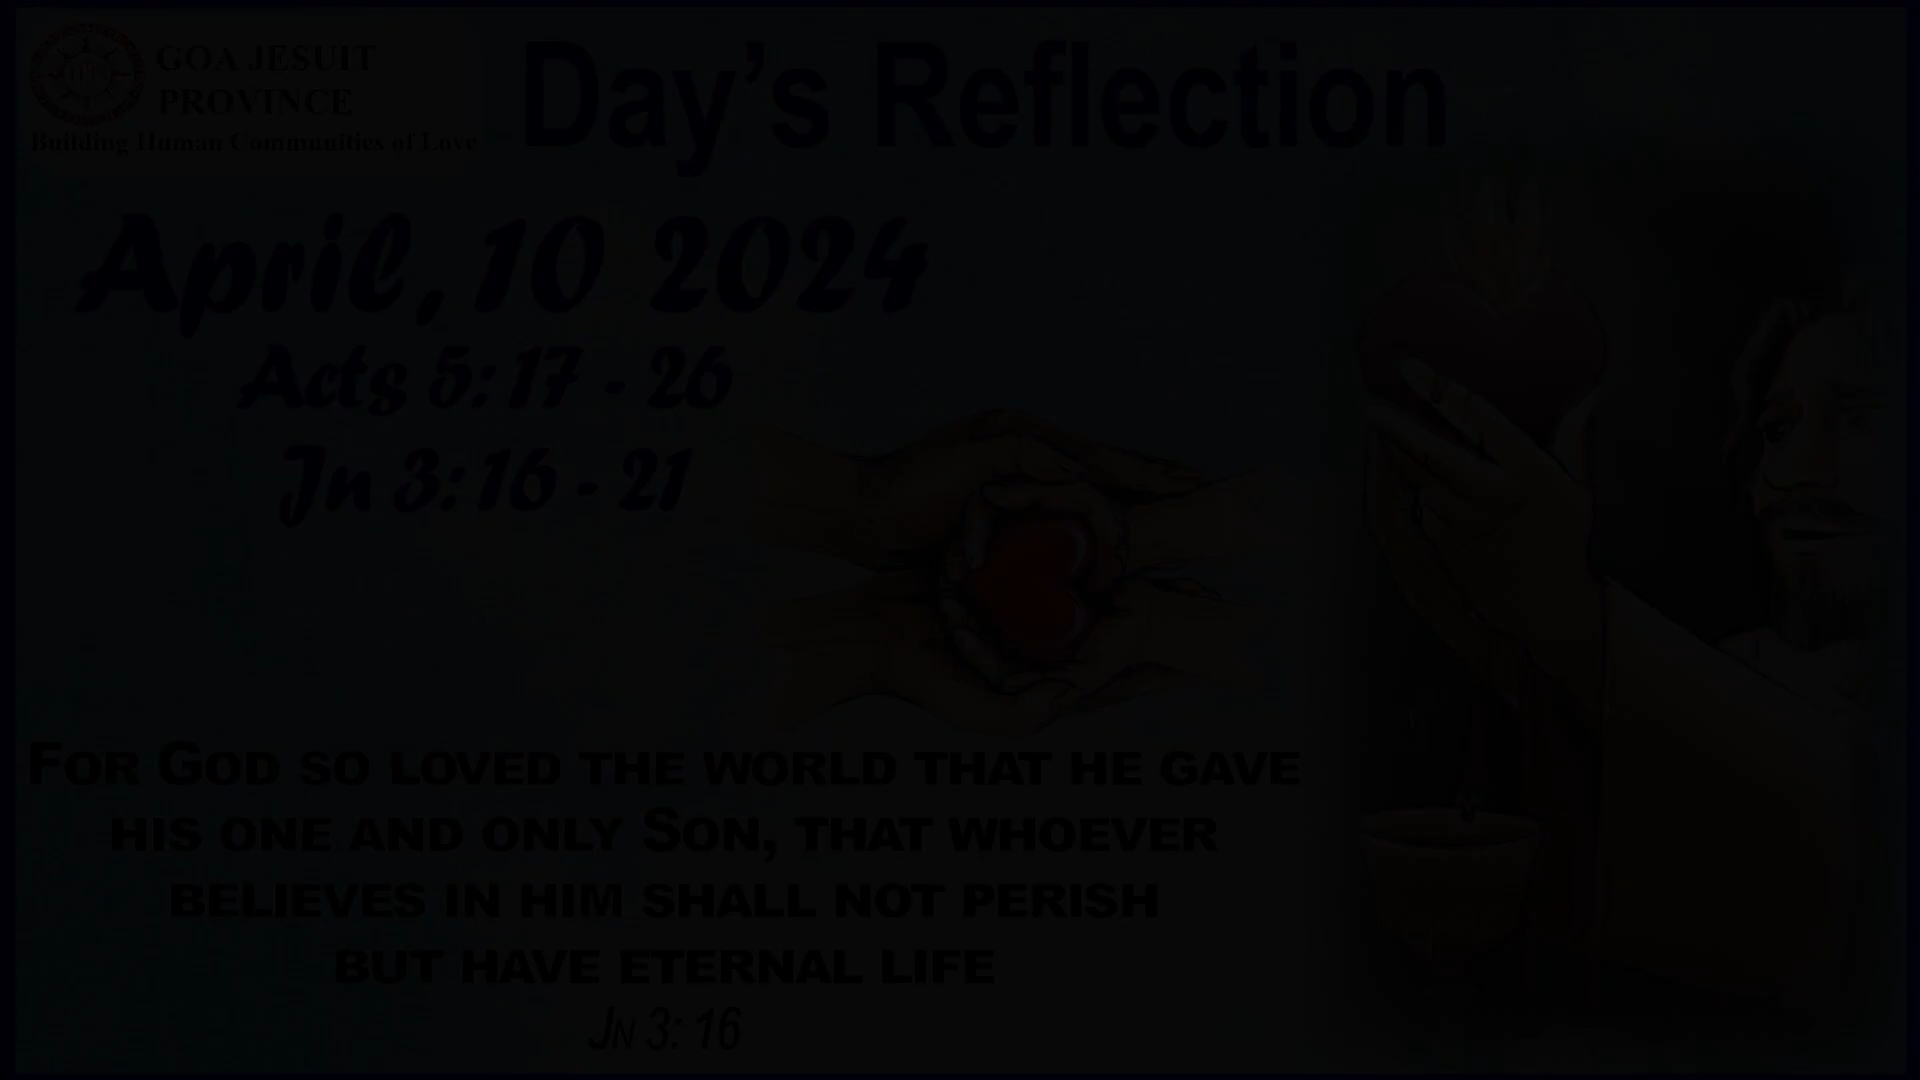 GOA JESUIT
PROVINCE
Building Human Communities of Love
Day's Reflection
April, 10 2024
Acts 5: 17 - 26
Jn 3: 16 - 21
For God so loved the world that he gave
his one and only Son, that whoever
believes in him shall not perish
but have eternal life
Jn 3: 16